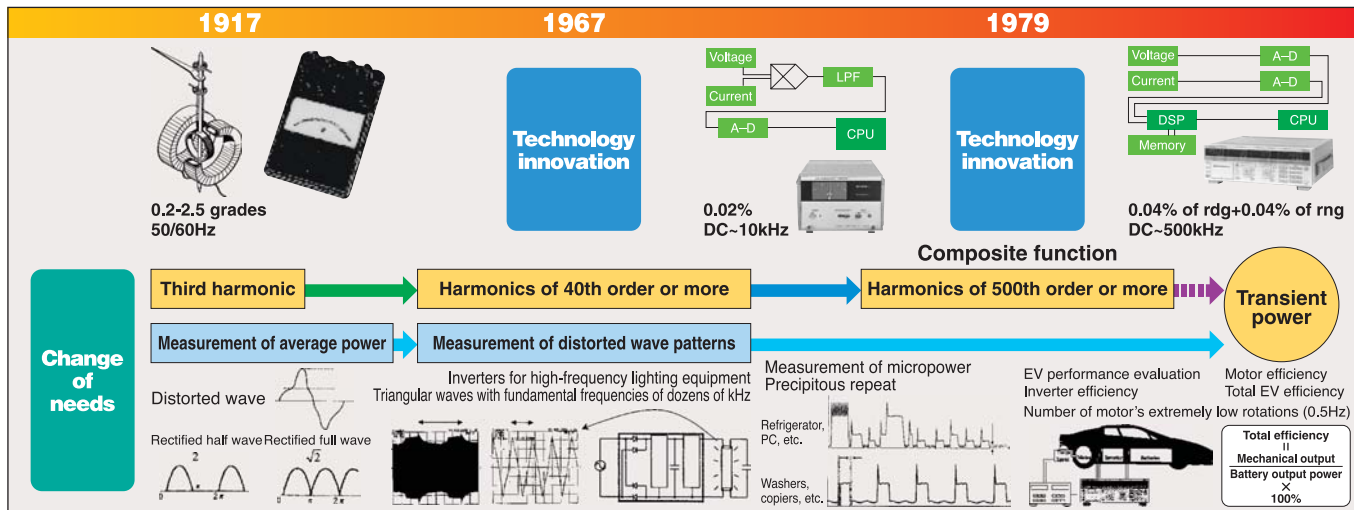 1917
1967
1979
0.2-2.5 grades
50/60Hz
Technology
innovation
Voltage
Current
LPF
A–D
CPU
0.02%
DC~10kHz
Technology
innovation
Voltage
A–D
Current
A–D
DSP
CPU
Memory
0.04% of rdg+0.04% of rng
DC~500kHz
Change
of
needs
Composite function
Third harmonic
Harmonics of 40th order or more
Harmonics of 500th order or more
Transient
power
Measurement of average power
Measurement of distorted wave patterns
Distorted wave
Rectified half wave
Rectified full wave
2
√2
0
π
2π
0
π
2π
Inverters for high-frequency lighting equipment
Triangular waves with fundamental frequencies of dozens of kHz
Measurement of micropower
Precipitous repeat
Refrigerator,
PC, etc.
Washers,
copiers, etc.
EV performance evaluation
Inverter efficiency
Number of motor's extremely low rotations (0.5Hz)
Motor efficiency
Total EV efficiency
Total efficiency
=
Mechanical output
Battery output power
×
100%